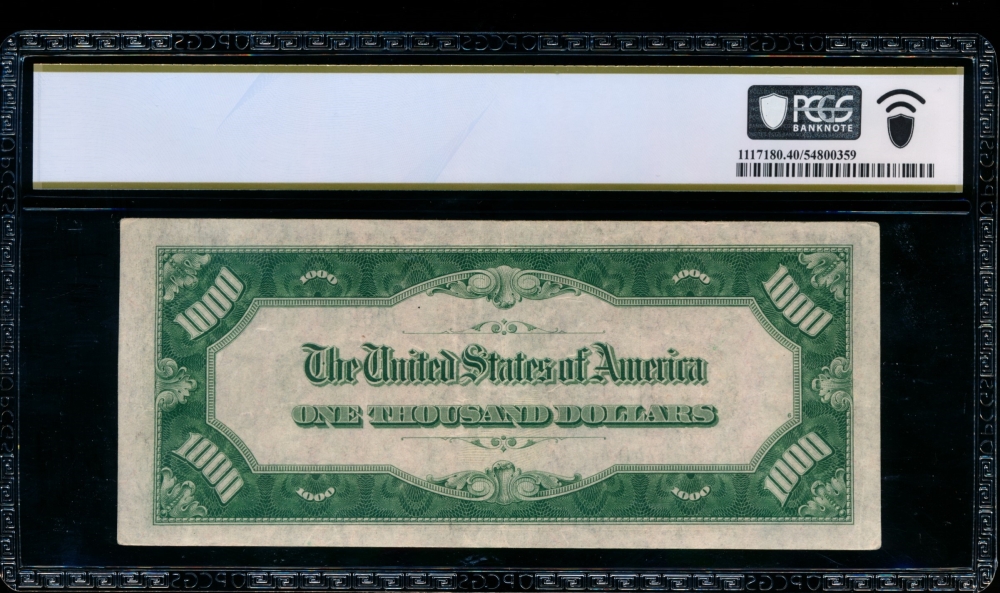 PCGS
BANKNOTE
1117180.40/54800359
1000 1000 1000 1000
The United States of America
ONE THOUSAND DOLLARS
1000 1000 1000 1000